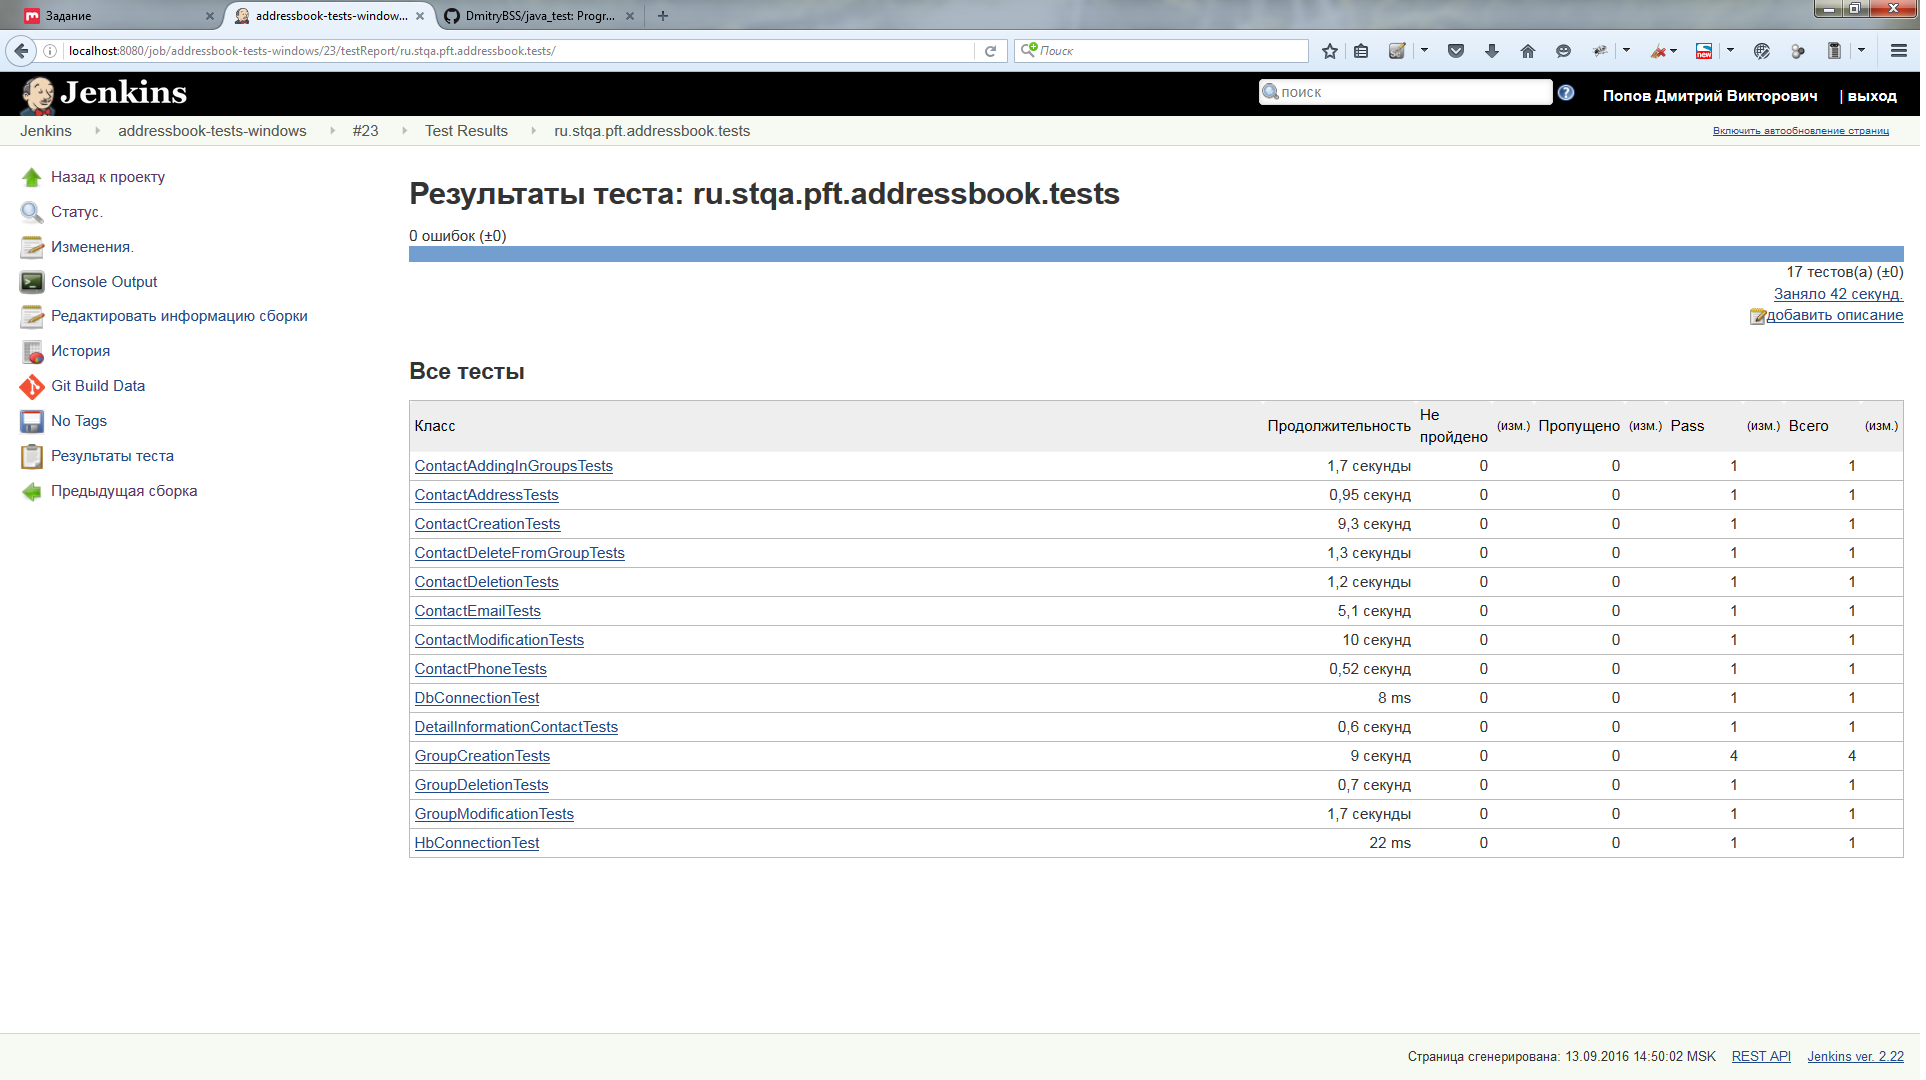 Задание
addressbook-tests-window...
DmitryBSS/java_test: Progr...
localhost:8080/job/addressbook-tests-windows/23/testReport/ru.stqa.pft.addressbook.tests/
Поиск
new
Jenkins
поиск
Попов Дмитрий Викторович
| выход
Jenkins
addressbook-tests-windows
#23
Test Results
ru.stqa.pft.addressbook.tests
Включить автообновление страниц
Назад к проекту
Статус.
Изменения.
Console Output
Редактировать информацию сборки
История
Git Build Data
No Tags
Результаты теста
Предыдущая сборка
Результаты теста: ru.stqa.pft.addressbook.tests
0 ошибок (±0)
17 тестов(а) (±0)
Заняло 42 секунд.
добавить описание
Все тесты
Класс Продолжительность Не пройдено (изм.) Пропущено (изм.) Pass (изм.) Всего (изм.)
ContactAddingInGroupsTests 1,7 секунды 0 0 1 1
ContactAddressTests 0,95 секунд 0 0 1 1
ContactCreationTests 9,3 секунд 0 0 1 1
ContactDeleteFromGroupTests 1,3 секунды 0 0 1 1
ContactDeletionTests 1,2 секунды 0 0 1 1
ContactEmailTests 5,1 секунд 0 0 1 1
ContactModificationTests 10 секунд 0 0 1 1
ContactPhoneTests 0,52 секунд 0 0 1 1
DbConnectionTest 8 ms 0 0 1 1
DetailInformationContactTests 0,6 секунд 0 0 1 1
GroupCreationTests 9 секунд 0 0 4 4
GroupDeletionTests 0,7 секунд 0 0 1 1
GroupModificationTests 1,7 секунды 0 0 1 1
HbConnectionTest 22 ms 0 0 1 1
Страница сгенерирована: 13.09.2016 14:50:02 MSK REST API Jenkins ver. 2.22